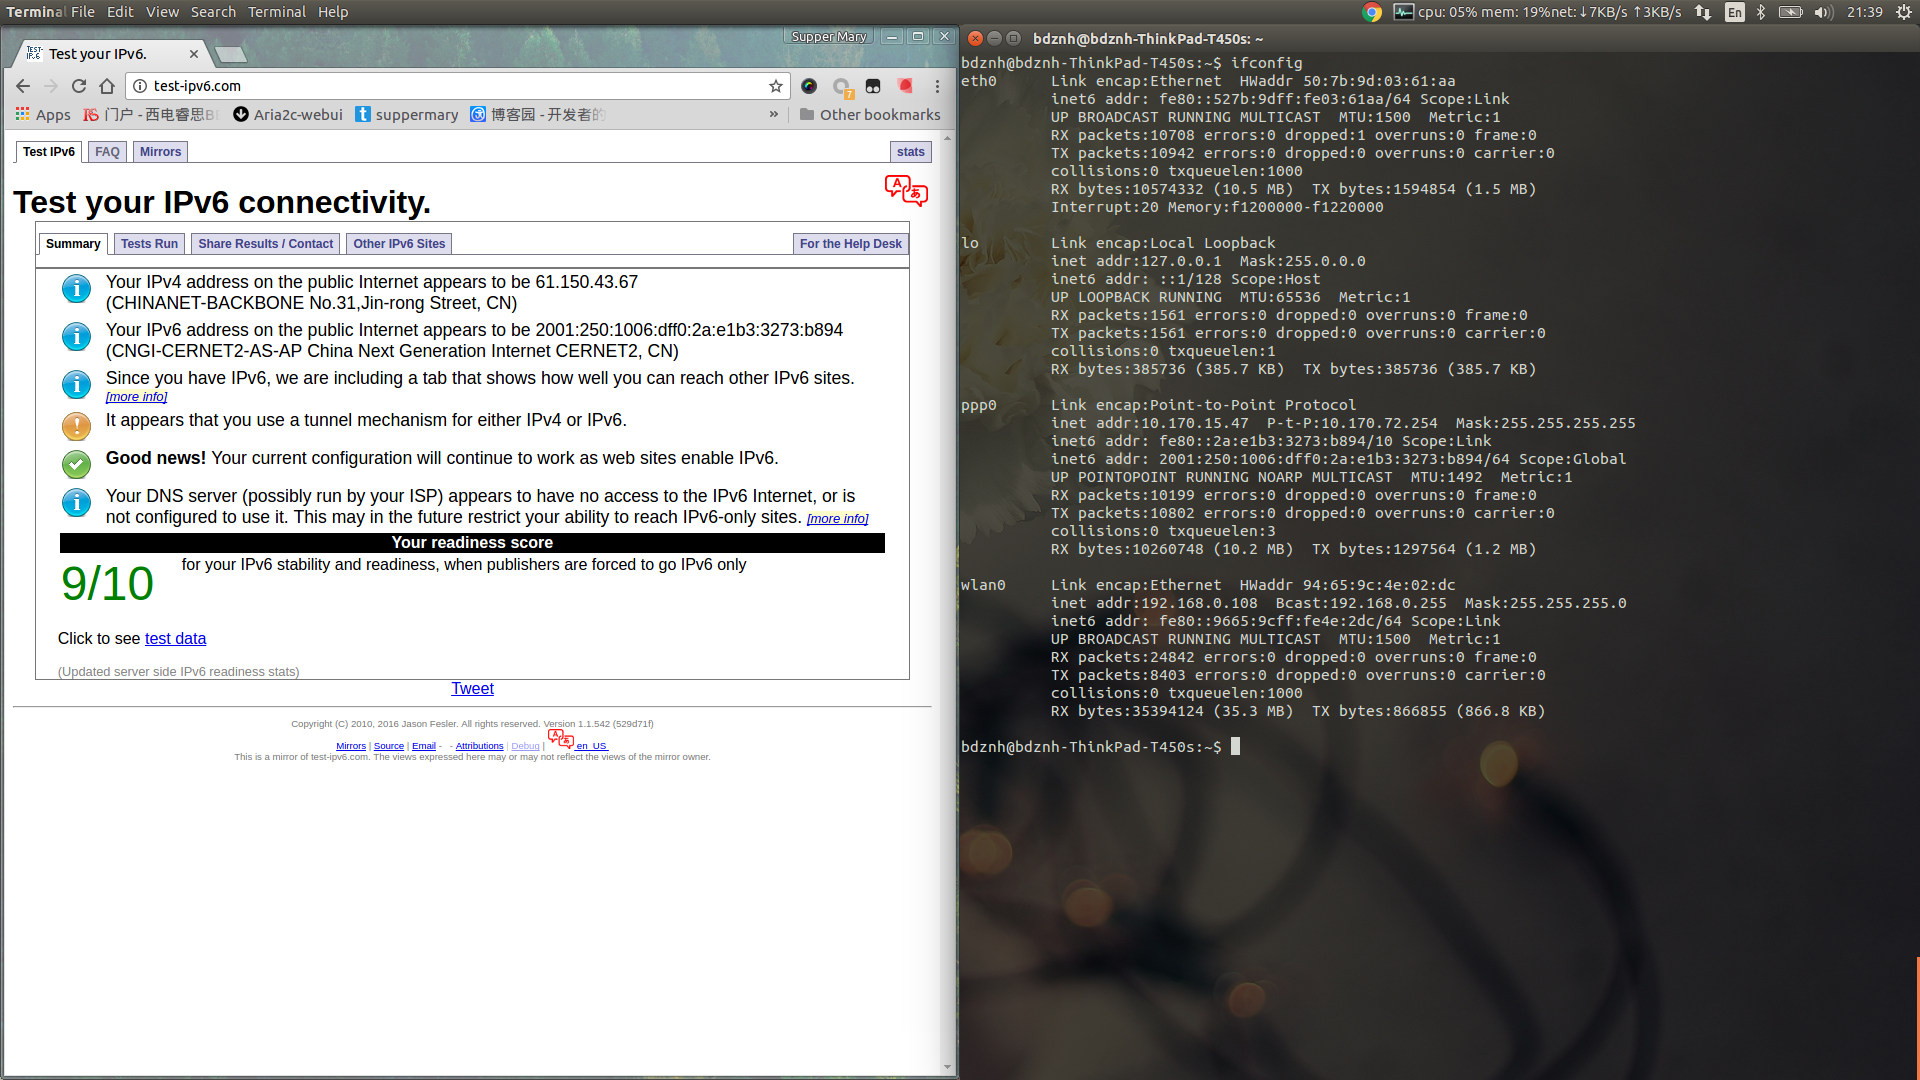 Terminal File Edit View Search Terminal Help
cpu: 05% mem: 19%net:↓7KB/s ↑3KB/s En 21:39
Supper Mary
Test your IPv6.
test-ipv6.com
7
Apps 门户 - 西电睿思 Aria2c-webui suppermary 博客园 - 开发者的 » Other bookmarks
Test IPv6 FAQ Mirrors stats
Test your IPv6 connectivity.
Summary Tests Run Share Results / Contact Other IPv6 Sites For the Help Desk
Your IPv4 address on the public Internet appears to be 61.150.43.67
(CHINANET-BACKBONE No.31,Jin-rong Street, CN)
Your IPv6 address on the public Internet appears to be 2001:250:1006:dff0:2a:e1b3:3273:b894
(CNGI-CERNET2-AS-AP China Next Generation Internet CERNET2, CN)
Since you have IPv6, we are including a tab that shows how well you can reach other IPv6 sites.
[more info]
It appears that you use a tunnel mechanism for either IPv4 or IPv6.
Good news! Your current configuration will continue to work as web sites enable IPv6.
Your DNS server (possibly run by your ISP) appears to have no access to the IPv6 Internet, or is
not configured to use it. This may in the future restrict your ability to reach IPv6-only sites. [more info]
Your readiness score
9/10 for your IPv6 stability and readiness, when publishers are forced to go IPv6 only
Click to see test data
(Updated server side IPv6 readiness stats)
Tweet
Copyright (C) 2010, 2016 Jason Fesler. All rights reserved. Version 1.1.542 (529d71f)
Mirrors | Source | Email - - Attributions | Debug | en_US
This is a mirror of test-ipv6.com. The views expressed here may or may not reflect the views of the mirror owner.
bdznh@bdznh-ThinkPad-T450s: ~
bdznh@bdznh-ThinkPad-T450s:~$ ifconfig
eth0 Link encap:Ethernet HWaddr 50:7b:9d:03:61:aa
inet6 addr: fe80::527b:9dff:fe03:61aa/64 Scope:Link
UP BROADCAST RUNNING MULTICAST MTU:1500 Metric:1
RX packets:10708 errors:0 dropped:1 overruns:0 frame:0
TX packets:10942 errors:0 dropped:0 overruns:0 carrier:0
collisions:0 txqueuelen:1000
RX bytes:10574332 (10.5 MB) TX bytes:1594854 (1.5 MB)
Interrupt:20 Memory:f1200000-f1220000
lo Link encap:Local Loopback
inet addr:127.0.0.1 Mask:255.0.0.0
inet6 addr: ::1/128 Scope:Host
UP LOOPBACK RUNNING MTU:65536 Metric:1
RX packets:1561 errors:0 dropped:0 overruns:0 frame:0
TX packets:1561 errors:0 dropped:0 overruns:0 carrier:0
collisions:0 txqueuelen:1
RX bytes:385736 (385.7 KB) TX bytes:385736 (385.7 KB)
ppp0 Link encap:Point-to-Point Protocol
inet addr:10.170.15.47 P-t-P:10.170.72.254 Mask:255.255.255.255
inet6 addr: fe80::2a:e1b3:3273:b894/10 Scope:Link
inet6 addr: 2001:250:1006:dff0:2a:e1b3:3273:b894/64 Scope:Global
UP POINTOPOINT RUNNING NOARP MULTICAST MTU:1492 Metric:1
RX packets:10199 errors:0 dropped:0 overruns:0 frame:0
TX packets:10802 errors:0 dropped:0 overruns:0 carrier:0
collisions:0 txqueuelen:3
RX bytes:10260748 (10.2 MB) TX bytes:1297564 (1.2 MB)
wlan0 Link encap:Ethernet HWaddr 94:65:9c:4e:02:dc
inet addr:192.168.0.108 Bcast:192.168.0.255 Mask:255.255.255.0
inet6 addr: fe80::9665:9cff:fe4e:2dc/64 Scope:Link
UP BROADCAST RUNNING MULTICAST MTU:1500 Metric:1
RX packets:24842 errors:0 dropped:0 overruns:0 frame:0
TX packets:8403 errors:0 dropped:0 overruns:0 carrier:0
collisions:0 txqueuelen:1000
RX bytes:35394124 (35.3 MB) TX bytes:866855 (866.8 KB)
bdznh@bdznh-ThinkPad-T450s:~$